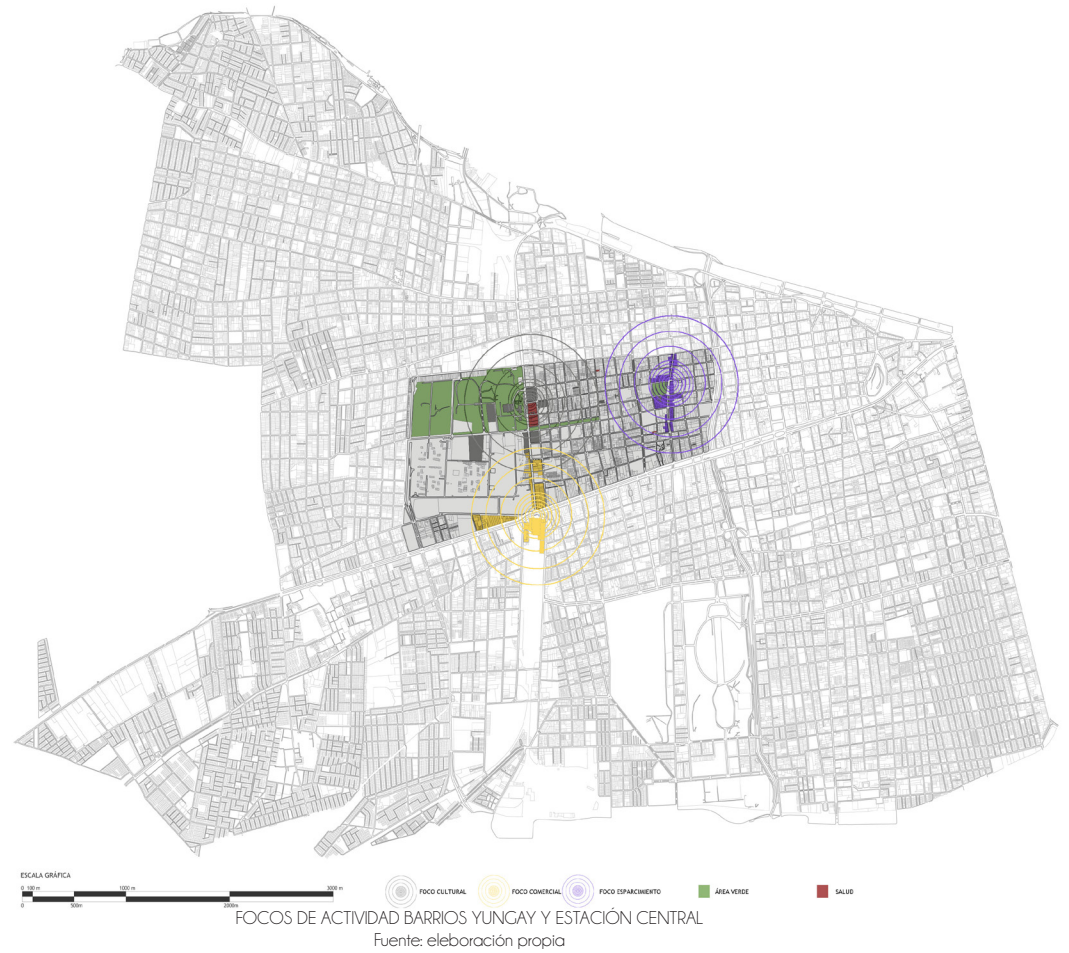 ESCALA GRÁFICA
0 100 m 1000 m 3000 m
0 500m 2000m
FOCO CULTURAL FOCO COMERCIAL FOCO ESPARCIMIENTO ÁREA VERDE SALUD
FOCOS DE ACTIVIDAD BARRIOS YUNGAY Y ESTACIÓN CENTRAL
Fuente: eleboración propia